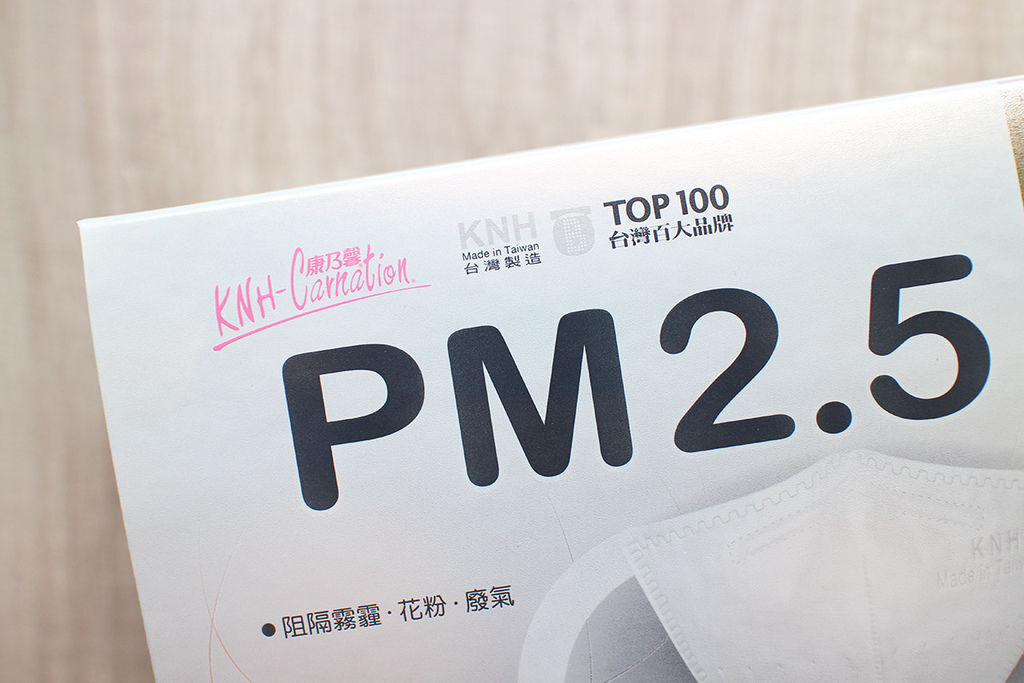 康乃馨
KNH-Carnation®
KNH
Made in Taiwan
台灣製造
TOP 100
台灣百大品牌
PM2.5
●阻隔霧霾·花粉·廢氣
KNH
Made in Tai